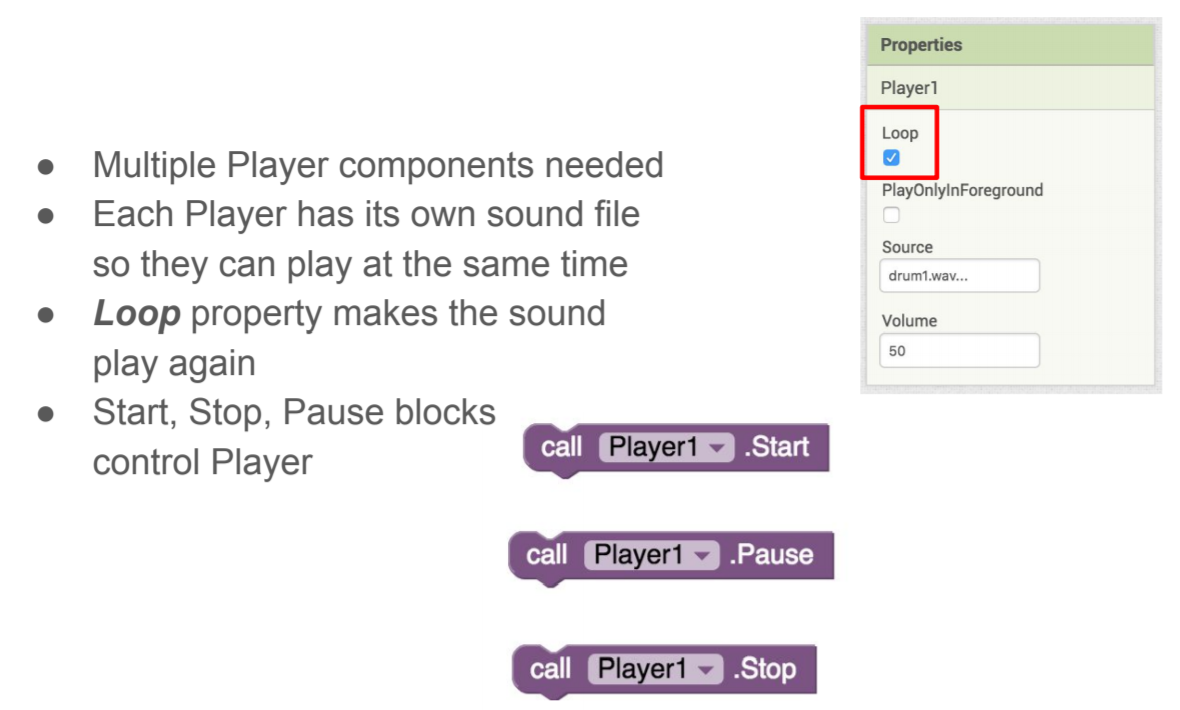 ● Multiple Player components needed
● Each Player has its own sound file
so they can play at the same time
● Loop property makes the sound
play again
● Start, Stop, Pause blocks
control Player
Properties
Player1
Loop
PlayOnlyInForeground
Source
drum1.wav...
Volume
50
call Player1 .Start
call Player1 .Pause
call Player1 .Stop